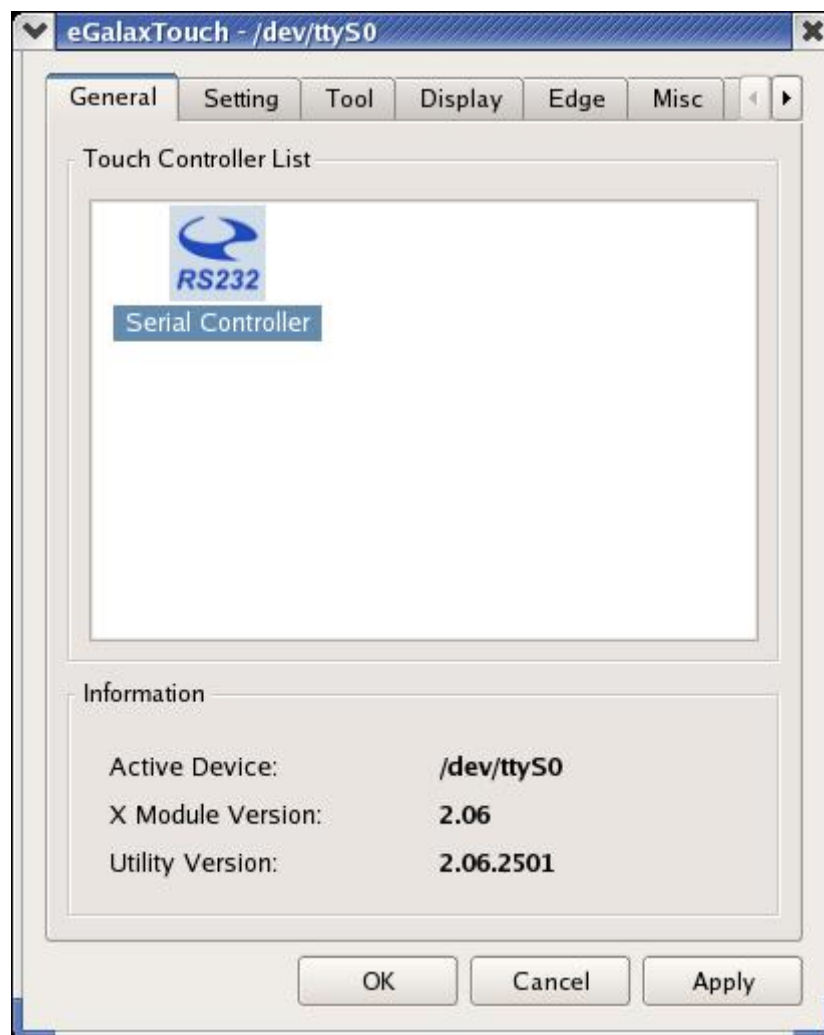 eGalaxTouch - /dev/ttyS0
General Setting Tool Display Edge Misc
Touch Controller List
RS232
Serial Controller
Information
Active Device: /dev/ttyS0
X Module Version: 2.06
Utility Version: 2.06.2501
OK Cancel Apply